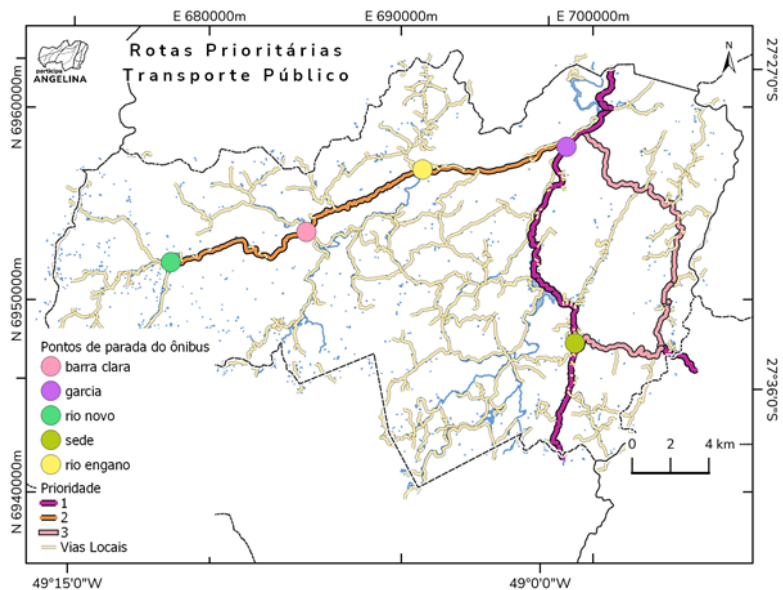 E 680000m
E 690000m
E 700000m
participa
ANGELINA
Rotas Prioritárias
Transporte Público
N
27°27'0"S
N 6960000m
N 6950000m
27°36'0"S
N 6940000m
Pontos de parada do ônibus
barra clara
garcia
rio novo
sede
rio engano
Prioridade
1
2
3
Vias Locais
0 2 4 km
49°15'0"W
49°0'0"W